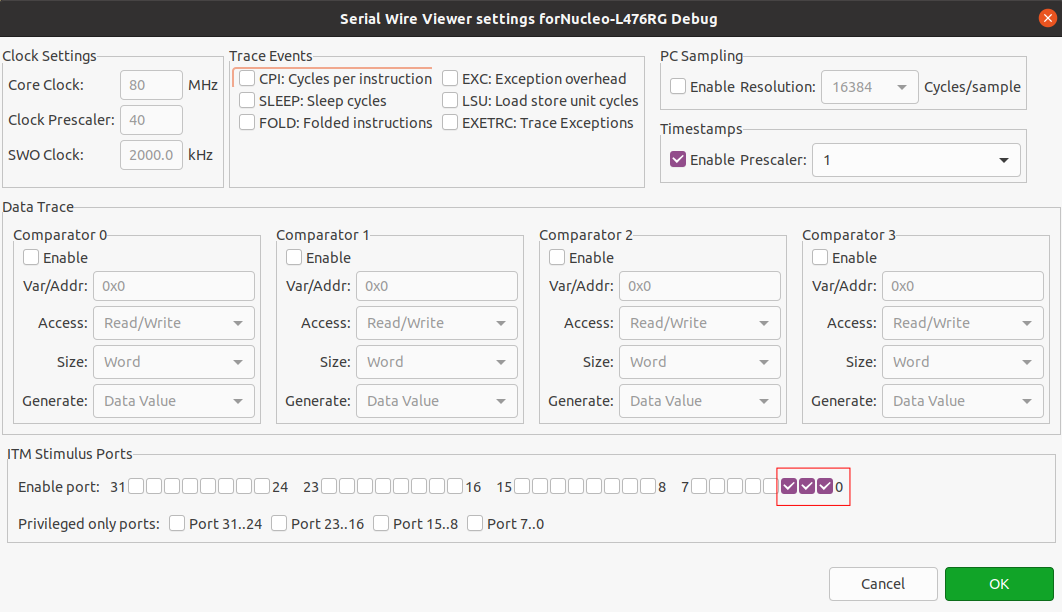 Serial Wire Viewer settings forNucleo-L476RG Debug
Clock Settings
Core Clock: 80 MHz
Clock Prescaler: 40
SWO Clock: 2000.0 kHz
Trace Events
CPI: Cycles per instruction EXC: Exception overhead
SLEEP: Sleep cycles LSU: Load store unit cycles
FOLD: Folded instructions EXETRC: Trace Exceptions
PC Sampling
Enable Resolution: 16384 Cycles/sample
Timestamps
Enable Prescaler: 1
Data Trace
Comparator 0
Enable
Var/Addr: 0x0
Access: Read/Write
Size: Word
Generate: Data Value
Comparator 1
Enable
Var/Addr: 0x0
Access: Read/Write
Size: Word
Generate: Data Value
Comparator 2
Enable
Var/Addr: 0x0
Access: Read/Write
Size: Word
Generate: Data Value
Comparator 3
Enable
Var/Addr: 0x0
Access: Read/Write
Size: Word
Generate: Data Value
ITM Stimulus Ports
Enable port: 31 24 23 16 15 8 7 0
Privileged only ports: Port 31..24 Port 23..16 Port 15..8 Port 7..0
Cancel OK